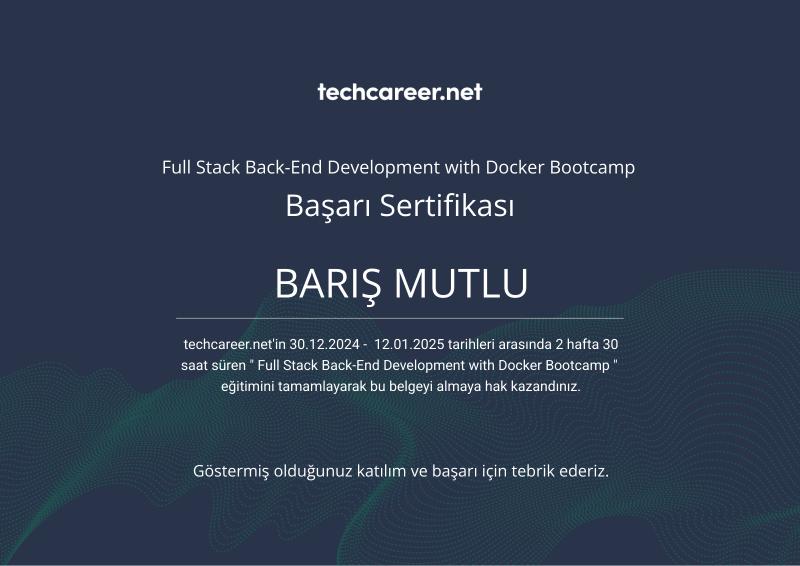 techcareer.net
Full Stack Back-End Development with Docker Bootcamp
Başarı Sertifikası
BARIŞ MUTLU
techcareer.net'in 30.12.2024 -  12.01.2025 tarihleri arasında 2 hafta 30
saat süren " Full Stack Back-End Development with Docker Bootcamp "
eğitimini tamamlayarak bu belgeyi almaya hak kazandınız.
Göstermiş olduğunuz katılım ve başarı için tebrik ederiz.